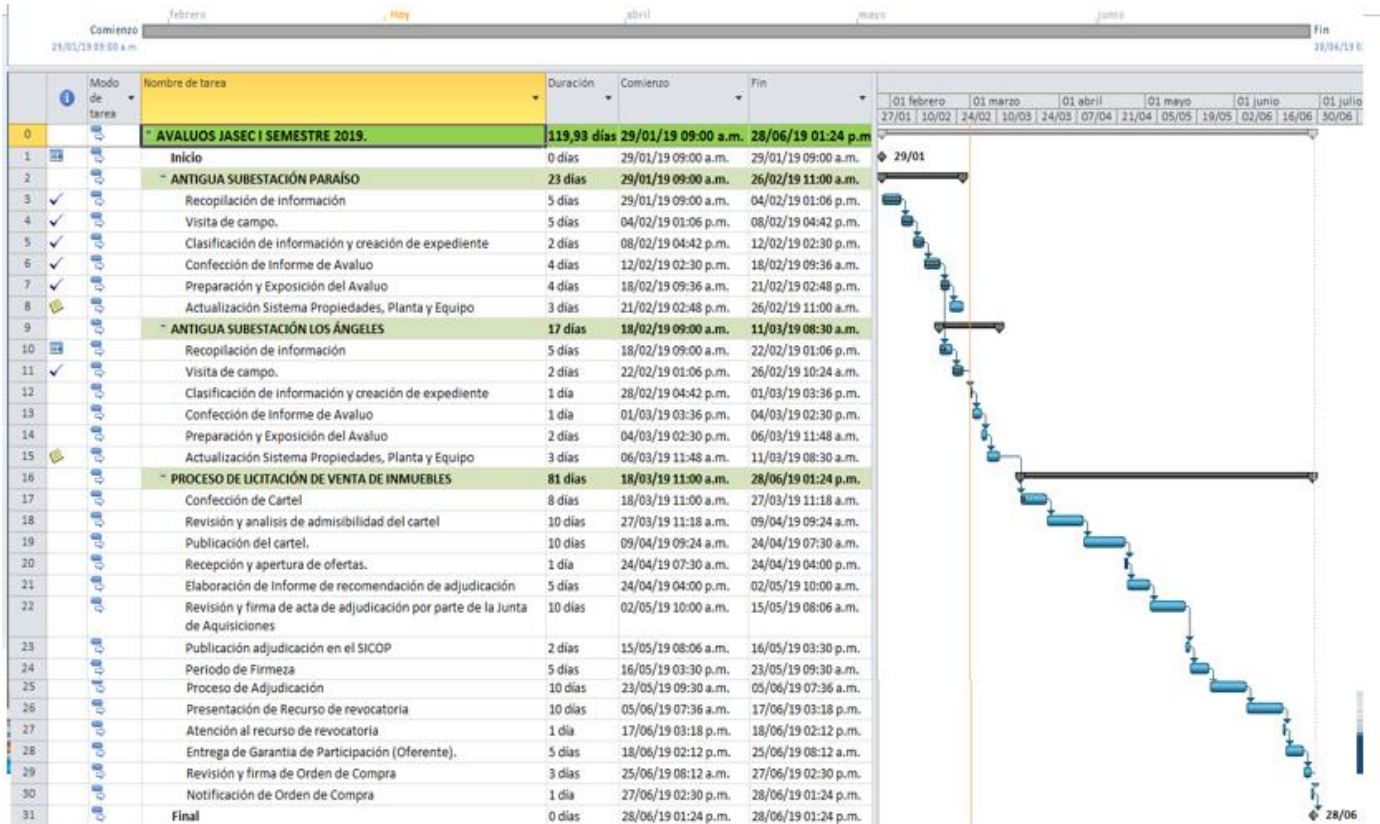 febrero Hoy abril mayo junio
Comienzo Fin
29/01/19 09:00 a.m.
Modo de tarea Nombre de tarea Duración Comienzo Fin
01 febrero 01 marzo 01 abril 01 mayo 01 junio 01 julio
27/01 10/02 24/02 10/03 24/03 07/04 21/04 05/05 19/05 02/06 16/06 30/06
0 AVALUOS JASEC I SEMESTRE 2019. 119,93 días 29/01/19 09:00 a.m. 28/06/19 01:24 p.m
1 Inicio 0 días 29/01/19 09:00 a.m. 29/01/19 09:00 a.m. 29/01
2 ANTIGUA SUBESTACIÓN PARAÍSO 23 días 29/01/19 09:00 a.m. 26/02/19 11:00 a.m.
3 Recopilación de información 5 días 29/01/19 09:00 a.m. 04/02/19 01:06 p.m.
4 Visita de campo. 5 días 04/02/19 01:06 p.m. 08/02/19 04:42 p.m.
5 Clasificación de información y creación de expediente 2 días 08/02/19 04:42 p.m. 12/02/19 02:30 p.m.
6 Confección de Informe de Avaluo 4 días 12/02/19 02:30 p.m. 18/02/19 09:36 a.m.
7 Preparación y Exposición del Avaluo 4 días 18/02/19 09:36 a.m. 21/02/19 02:48 p.m.
8 Actualización Sistema Propiedades, Planta y Equipo 3 días 21/02/19 02:48 p.m. 26/02/19 11:00 a.m.
9 ANTIGUA SUBESTACIÓN LOS ÁNGELES 17 días 18/02/19 09:00 a.m. 11/03/19 08:30 a.m.
10 Recopilación de información 5 días 18/02/19 09:00 a.m. 22/02/19 01:06 p.m.
11 Visita de campo. 2 días 22/02/19 01:06 p.m. 26/02/19 10:24 a.m.
12 Clasificación de información y creación de expediente 1 día 28/02/19 04:42 p.m. 01/03/19 03:36 p.m.
13 Confección de Informe de Avaluo 1 día 01/03/19 03:36 p.m. 04/03/19 02:30 p.m.
14 Preparación y Exposición del Avaluo 2 días 04/03/19 02:30 p.m. 06/03/19 11:48 a.m.
15 Actualización Sistema Propiedades, Planta y Equipo 3 días 06/03/19 11:48 a.m. 11/03/19 08:30 a.m.
16 PROCESO DE LICITACIÓN DE VENTA DE INMUEBLES 81 días 18/03/19 11:00 a.m. 28/06/19 01:24 p.m.
17 Confección de Cartel 8 días 18/03/19 11:00 a.m. 27/03/19 11:18 a.m.
18 Revisión y analisis de admisibilidad del cartel 10 días 27/03/19 11:18 a.m. 09/04/19 09:24 a.m.
19 Publicación del cartel. 10 días 09/04/19 09:24 a.m. 24/04/19 07:30 a.m.
20 Recepción y apertura de ofertas. 1 día 24/04/19 07:30 a.m. 24/04/19 04:00 p.m.
21 Elaboración de Informe de recomendación de adjudicación 5 días 24/04/19 04:00 p.m. 02/05/19 10:00 a.m.
22 Revisión y firma de acta de adjudicación por parte de la Junta 10 días 02/05/19 10:00 a.m. 15/05/19 08:06 a.m.
de Aquisiciones
23 Publicación adjudicación en el SICOP 2 días 15/05/19 08:06 a.m. 16/05/19 03:30 p.m.
24 Periodo de Firmeza 5 días 16/05/19 03:30 p.m. 23/05/19 09:30 a.m.
25 Proceso de Adjudicación 10 días 23/05/19 09:30 a.m. 05/06/19 07:36 a.m.
26 Presentación de Recurso de revocatoria 10 días 05/06/19 07:36 a.m. 17/06/19 03:18 p.m.
27 Atención al recurso de revocatoria 1 día 17/06/19 03:18 p.m. 18/06/19 02:12 p.m.
28 Entrega de Garantia de Participación (Oferente). 5 días 18/06/19 02:12 p.m. 25/06/19 08:12 a.m.
29 Revisión y firma de Orden de Compra 3 días 25/06/19 08:12 a.m. 27/06/19 02:30 p.m.
30 Notificación de Orden de Compra 1 día 27/06/19 02:30 p.m. 28/06/19 01:24 p.m.
31 Final 0 días 28/06/19 01:24 p.m. 28/06/19 01:24 p.m. 28/06